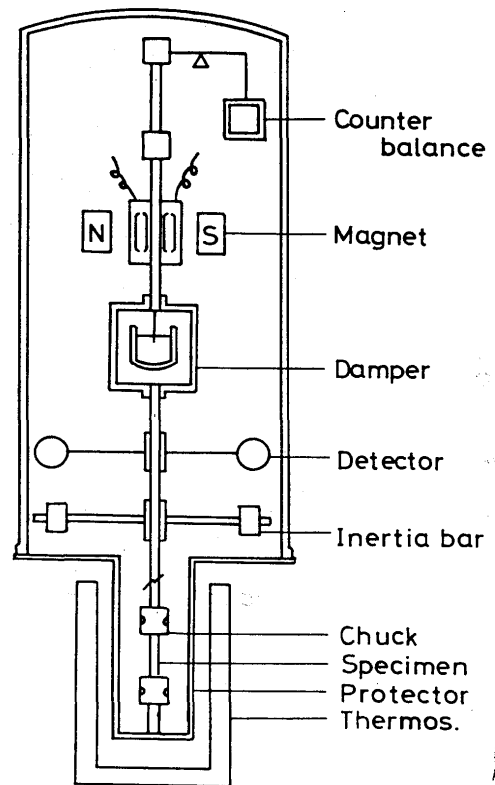 Counter
balance
N
S
Magnet
Damper
Detector
Inertia bar
Chuck
Specimen
Protector
Thermos.